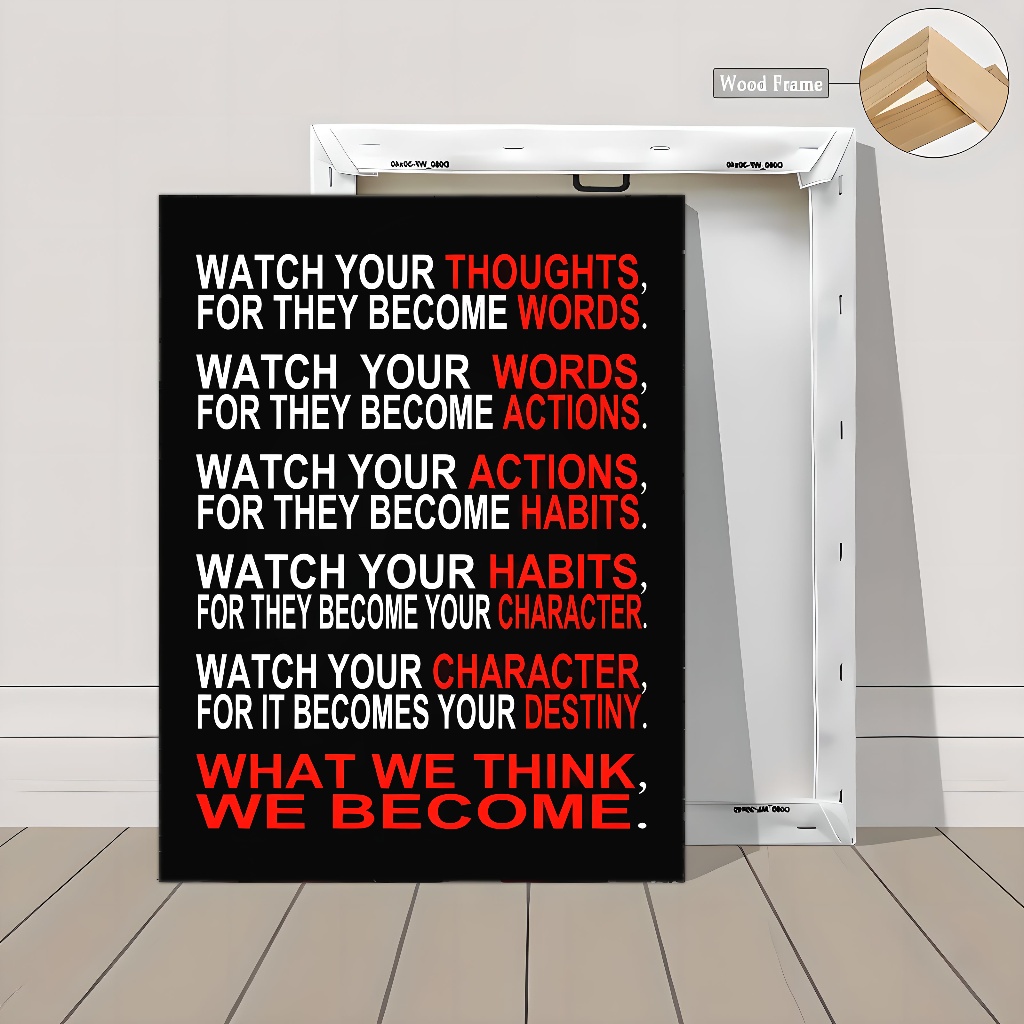 Wood Frame
WATCH YOUR THOUGHTS,
FOR THEY BECOME WORDS.
WATCH YOUR WORDS,
FOR THEY BECOME ACTIONS.
WATCH YOUR ACTIONS,
FOR THEY BECOME HABITS.
WATCH YOUR HABITS,
FOR THEY BECOME YOUR CHARACTER.
WATCH YOUR CHARACTER,
FOR IT BECOMES YOUR DESTINY.
WHAT WE THINK,
WE BECOME.